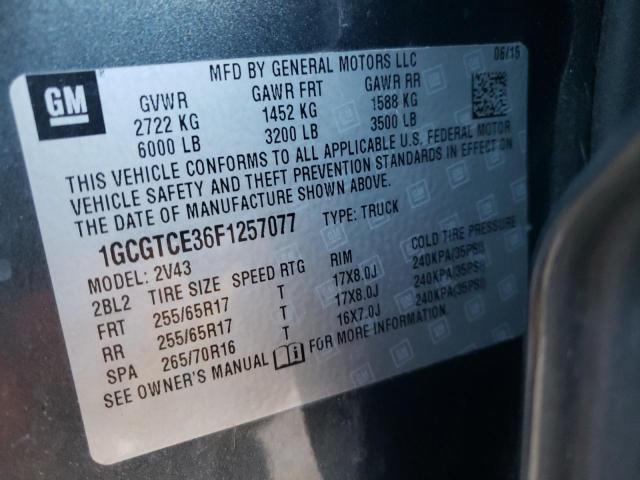 MFD BY GENERAL MOTORS LLC 06/15
GM
GVWR GAWR FRT GAWR RR
2722 KG 1452 KG 1588 KG
6000 LB 3200 LB 3500 LB
THIS VEHICLE CONFORMS TO ALL APPLICABLE U.S. FEDERAL MOTOR
VEHICLE SAFETY AND THEFT PREVENTION STANDARDS IN EFFECT ON
THE DATE OF MANUFACTURE SHOWN ABOVE.
1GCGTCE36F1257077 TYPE: TRUCK
MODEL: 2V43
2BL2 TIRE SIZE SPEED RTG RIM COLD TIRE PRESSURE
FRT 255/65R17 T 17X8.0J 240KPA(35PSI)
RR 255/65R17 T 17X8.0J 240KPA(35PSI)
SPA 265/70R16 T 16X7.0J 240KPA(35PSI)
SEE OWNER'S MANUAL FOR MORE INFORMATION.